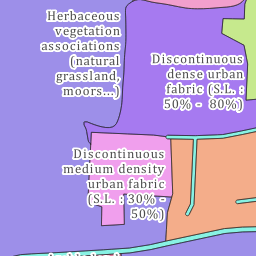 Herbaceous
vegetation
associations
(natural
grassland,
moors...)
Discontinuous
dense urban
fabric (S.L. :
50% - 80%)
Discontinuous
medium density
urban fabric
(S.L. : 30% -
50%)